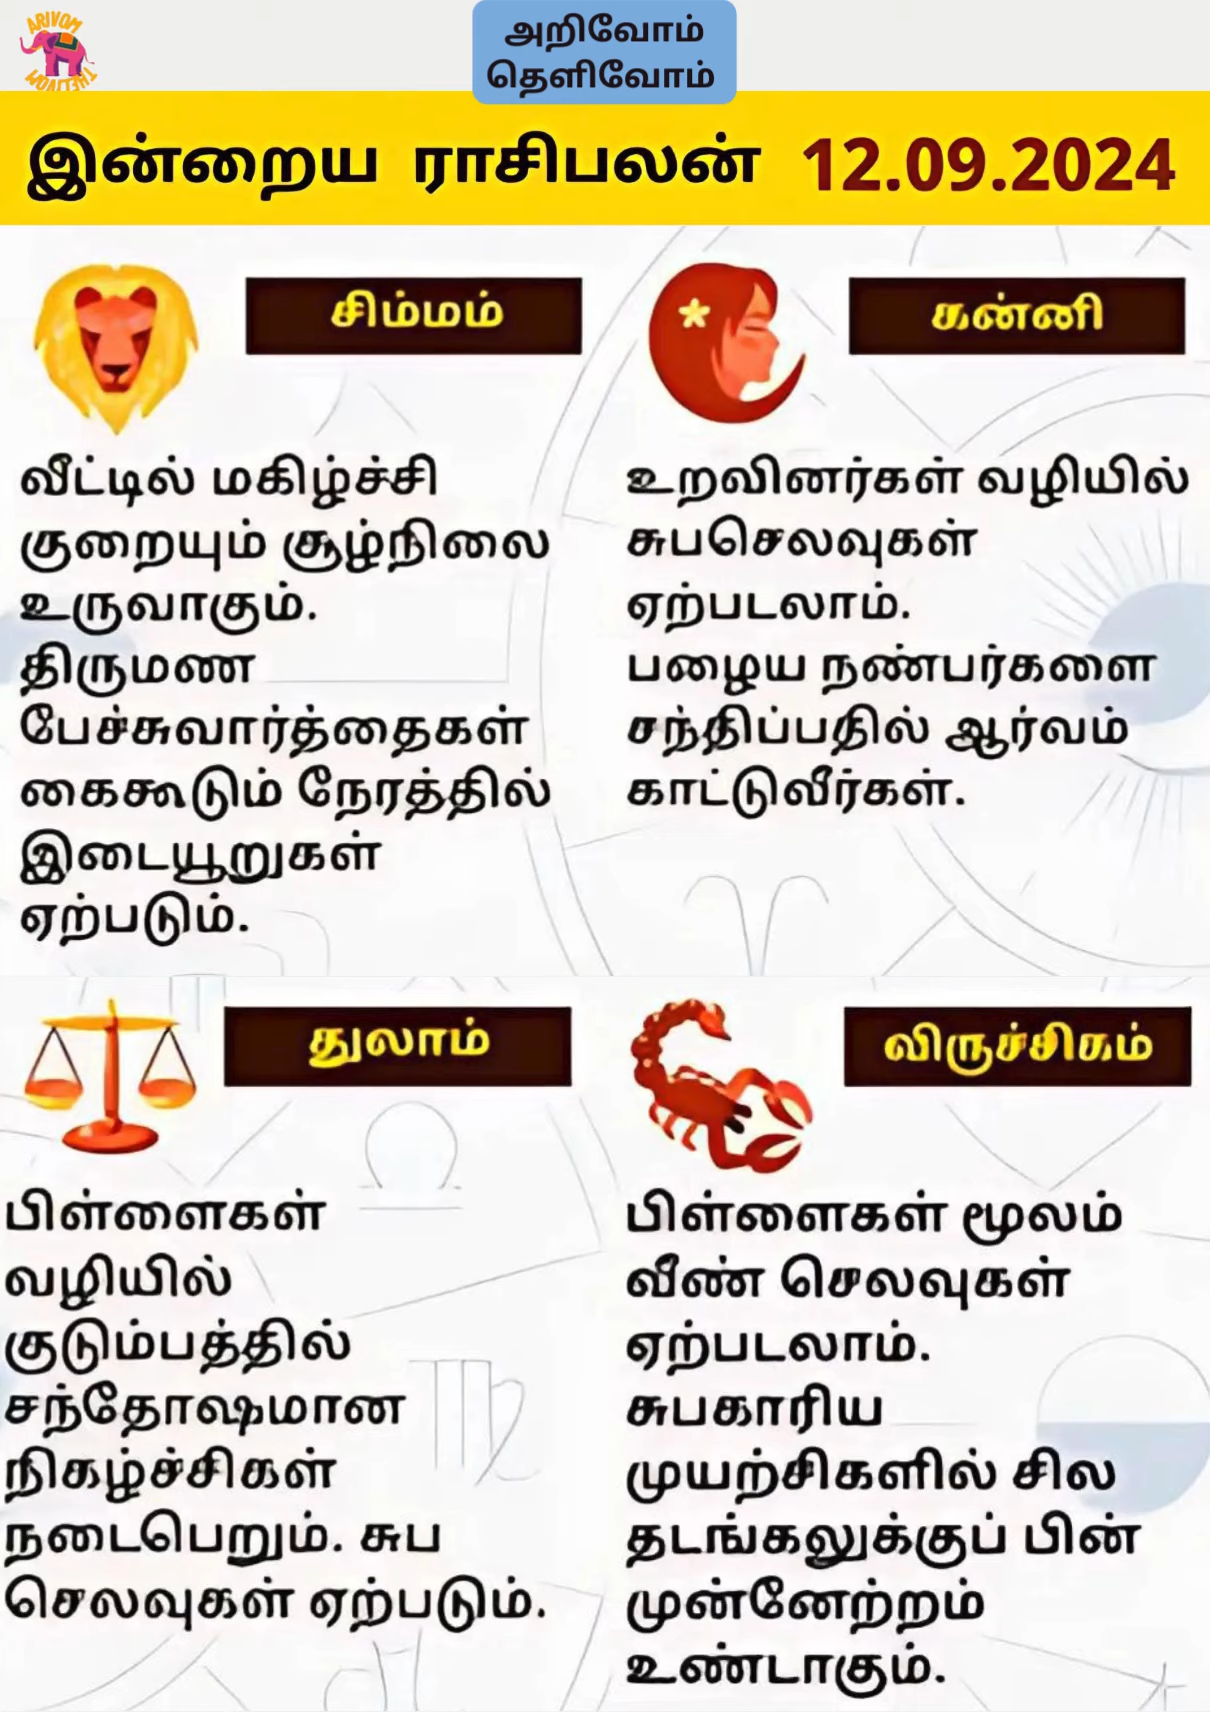 ARIVOM
THELIVOM
அறிவோம்
தெளிவோம்
இன்றைய ராசிபலன் 12.09.2024
சிம்மம்
வீட்டில் மகிழ்ச்சி
குறையும் சூழ்நிலை
உருவாகும்.
திருமண
பேச்சுவார்த்தைகள்
கைகூடும் நேரத்தில்
இடையூறுகள்
ஏற்படும்.
கன்னி
உறவினர்கள் வழியில்
சுபசெலவுகள்
ஏற்படலாம்.
பழைய நண்பர்களை
சந்திப்பதில் ஆர்வம்
காட்டுவீர்கள்.
துலாம்
பிள்ளைகள்
வழியில்
குடும்பத்தில்
சந்தோஷமான
நிகழ்ச்சிகள்
நடைபெறும். சுப
செலவுகள் ஏற்படும்.
விருச்சிகம்
பிள்ளைகள் மூலம்
வீண் செலவுகள்
ஏற்படலாம்.
சுபகாரிய
முயற்சிகளில் சில
தடங்கலுக்குப் பின்
முன்னேற்றம்
உண்டாகும்.